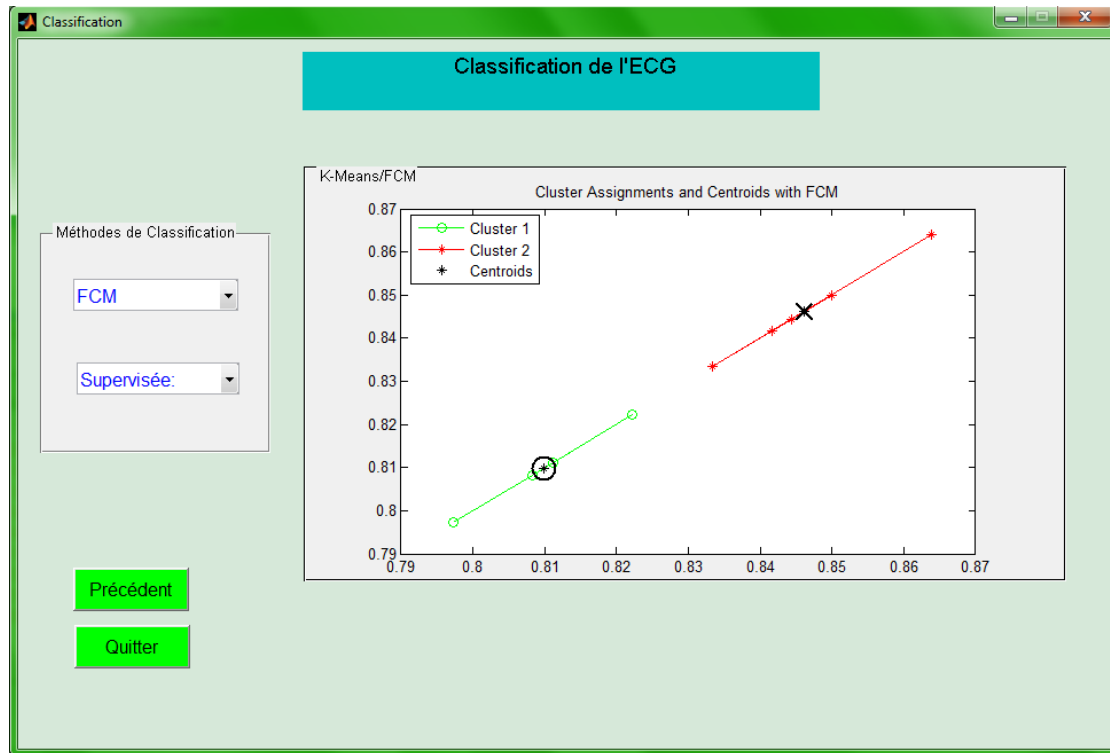 Classification
Classification de l'ECG
Méthodes de Classification
FCM
Supervisée:
Précédent
Quitter
K-Means/FCM
Cluster Assignments and Centroids with FCM
Cluster 1
Cluster 2
Centroids
0.87
0.86
0.85
0.84
0.83
0.82
0.81
0.8
0.79
0.79 0.8 0.81 0.82 0.83 0.84 0.85 0.86 0.87